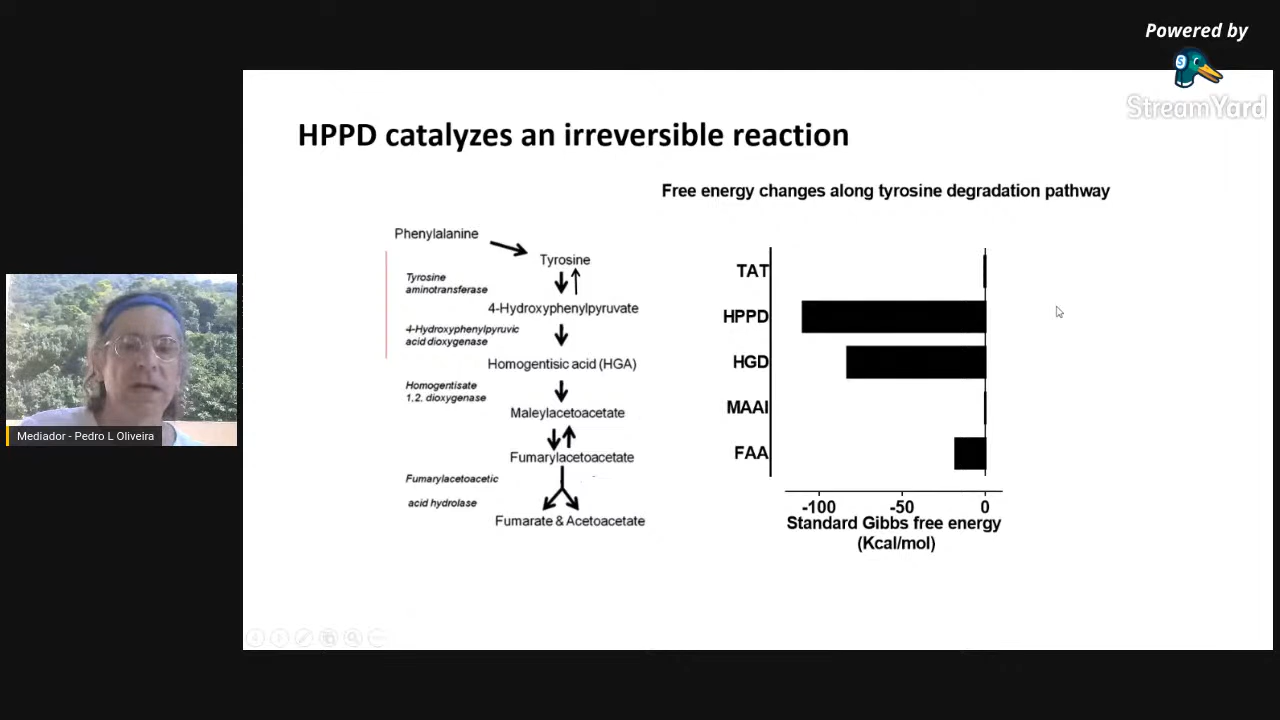 Powered by
StreamYard
HPPD catalyzes an irreversible reaction
Free energy changes along tyrosine degradation pathway
Phenylalanine
Tyrosine
Tyrosine
aminotransferase
4-Hydroxyphenylpyruvate
4-Hydroxyphenylpyruvic
acid dioxygenase
Homogentisic acid (HGA)
Homogentisate
1,2. dioxygenase
Maleylacetoacetate
Fumarylacetoacetate
Fumarylacetoacetic
acid hydrolase
Fumarate & Acetoacetate
TAT
HPPD
HGD
MAAI
FAA
-100 -50 0
Standard Gibbs free energy
(Kcal/mol)
Mediador - Pedro L Oliveira